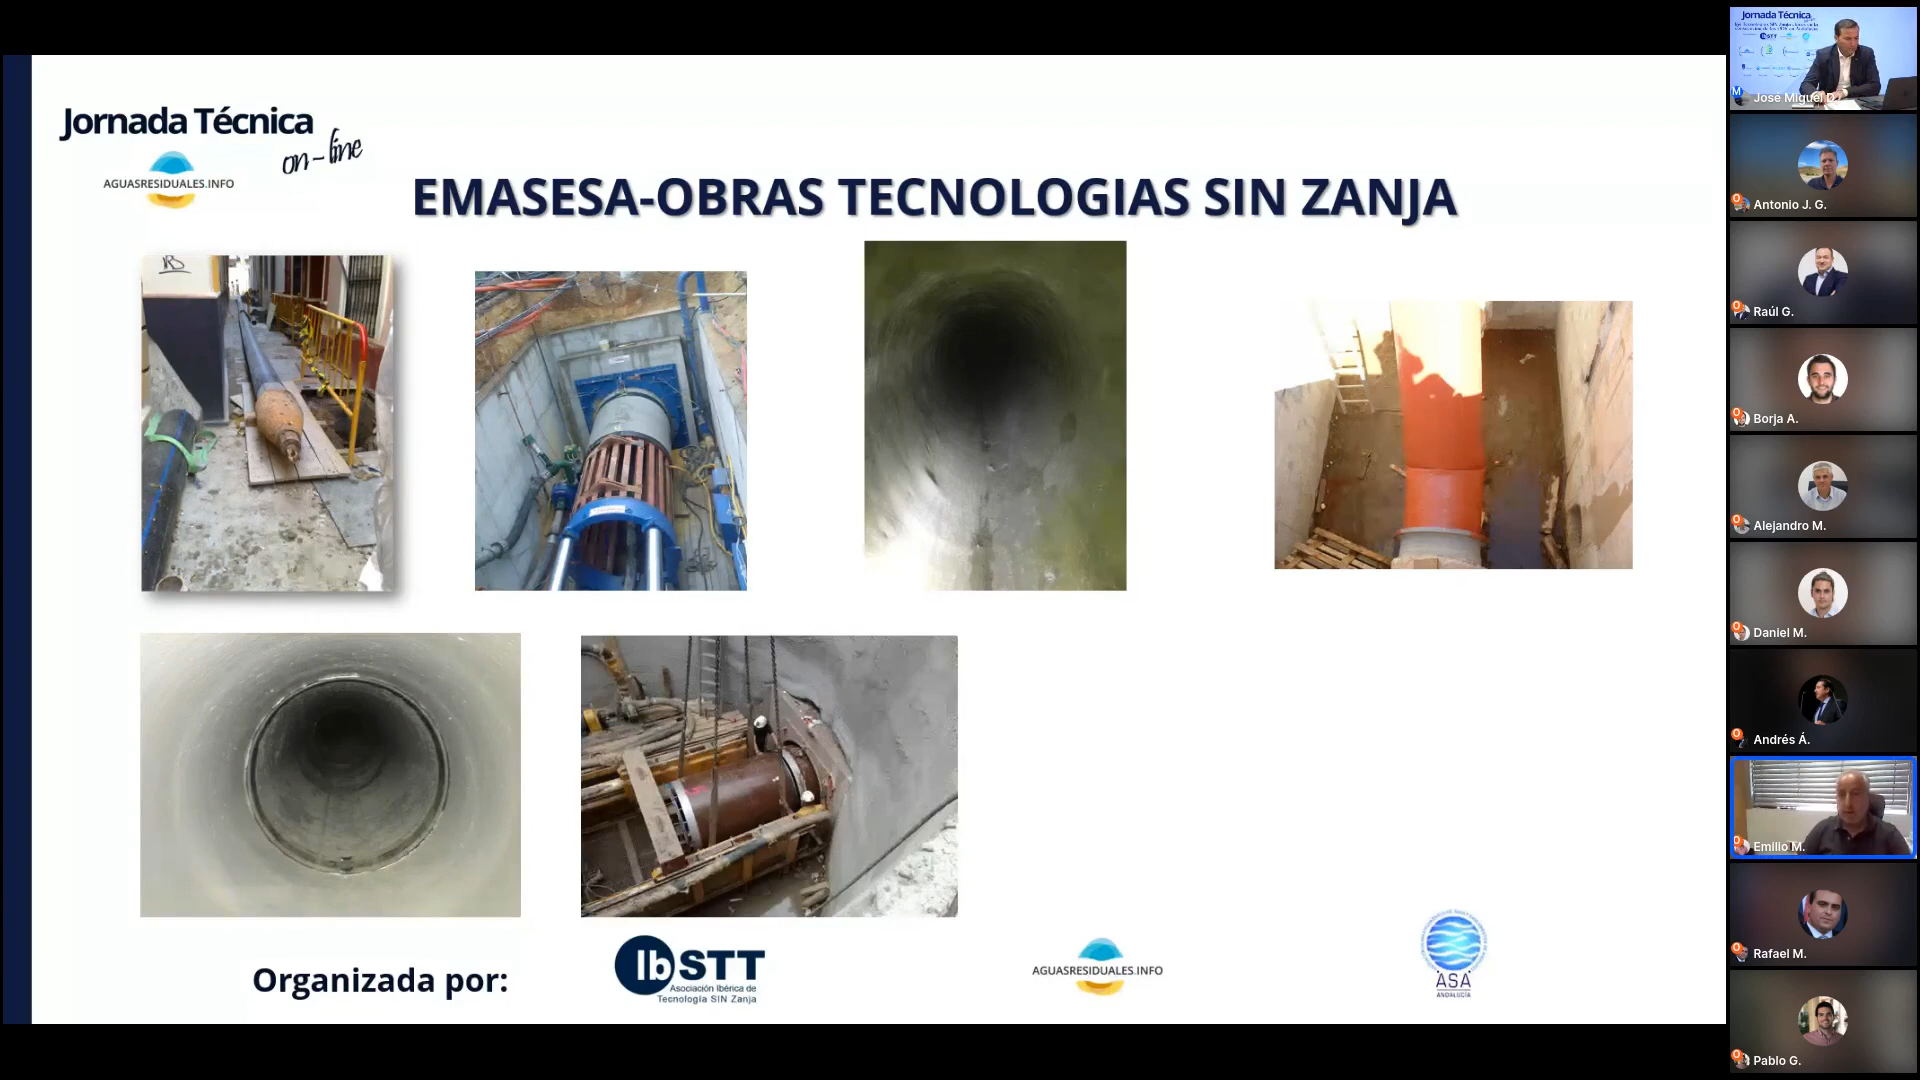 Jornada Técnica
on-line
AGUASRESIDUALES.INFO
EMASESA-OBRAS TECNOLOGIAS SIN ZANJA
Organizada por:
IbSTT
Asociación Ibérica de
Tecnología SIN Zanja
AGUASRESIDUALES.INFO
ASA
ANDALUCÍA
Jornada Técnica
IbSTT
José Miguel D.
Antonio J. G.
Raúl G.
Borja A.
Alejandro M.
Daniel M.
Andrés Á.
Emilio M.
Rafael M.
Pablo G.